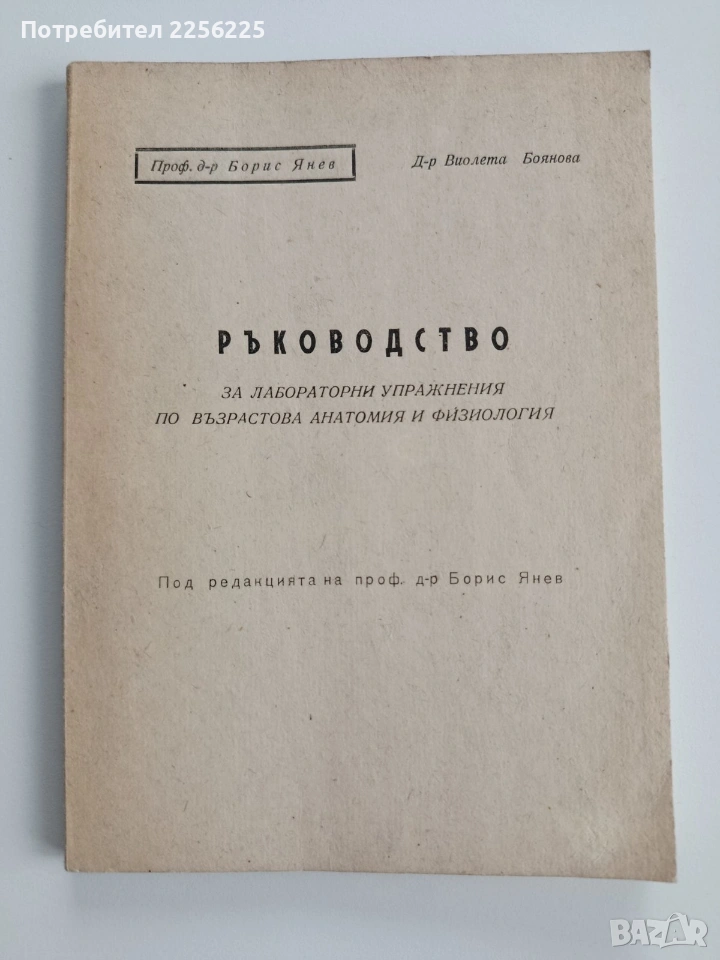 Потребител 2256225
Проф. д-р Борис Янев
Д-р Виолета Боянова
РЪКОВОДСТВО
ЗА ЛАБОРАТОРНИ УПРАЖНЕНИЯ
ПО ВЪЗРАСТОВА АНАТОМИЯ И ФИЗИОЛОГИЯ
Под редакцията на проф. д-р Борис Янев
BAZAR